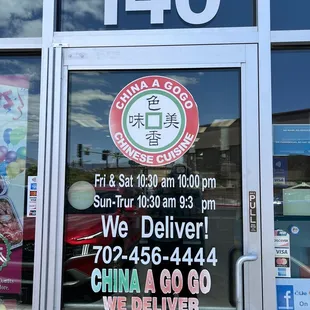 140
CHINA A GOGO
色
味 美
香
CHINESE CUISINE
Fri & Sat 10:30 am 10:00 pm
Sun-Trur 10:30 am 9:3 pm
We Deliver!
702-456-4444
CHINA A GO GO
WE DELIVER
PULL
f